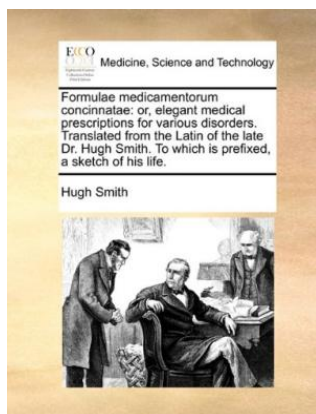 ECCO
Medicine, Science and Technology
Formulae medicamentorum
concinnatae: or, elegant medical
prescriptions for various disorders.
Translated from the Latin of the late
Dr. Hugh Smith. To which is prefixed,
a sketch of his life.
Hugh Smith